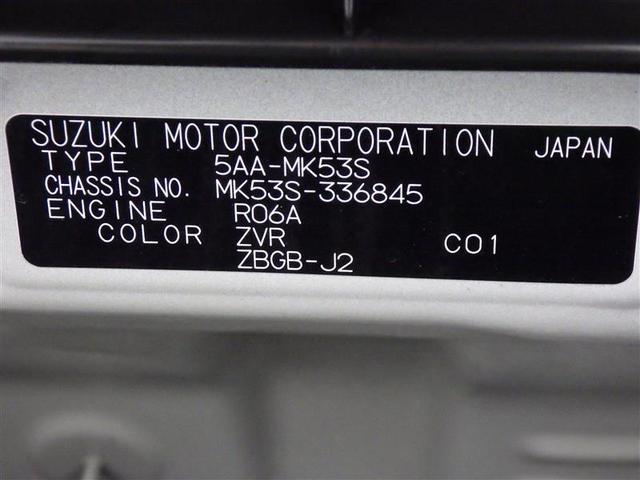 SUZUKI MOTOR CORPORATION JAPAN
TYPE 5AA-MK53S
CHASSIS NO. MK53S-336845
ENGINE R06A
COLOR ZVR C01
ZBGB-J2